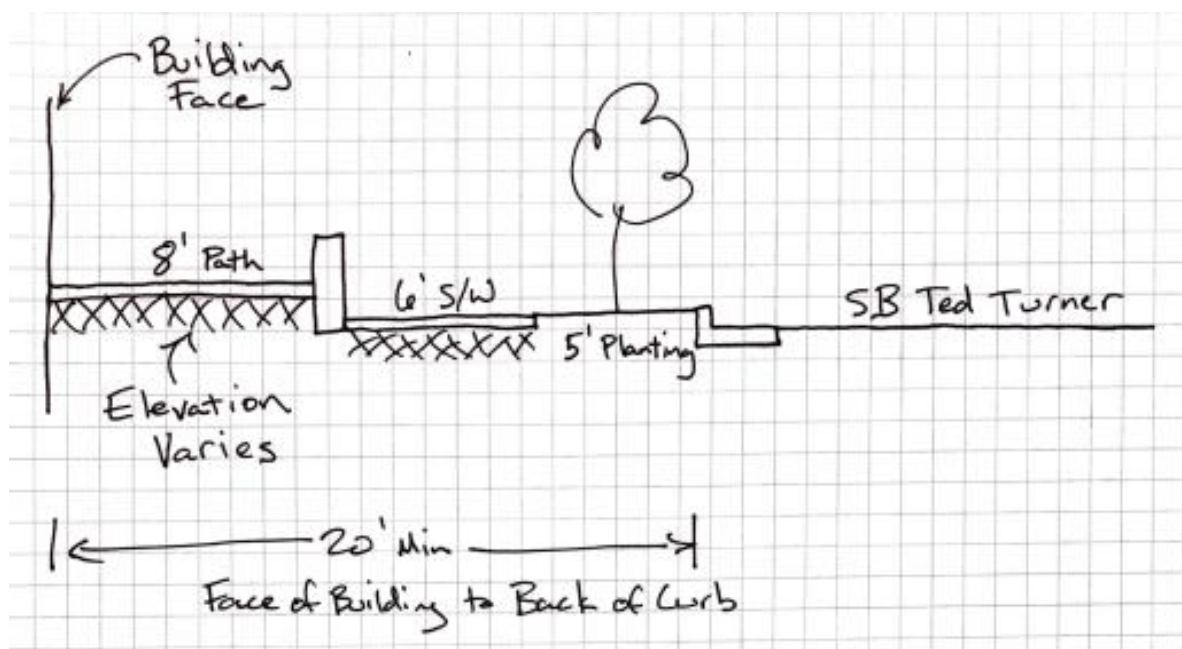 Building
Face
8' Path
6' S/W
5' Planting
SB Ted Turner
Elevation
Varies
20' Min
Face of Building to Back of Curb